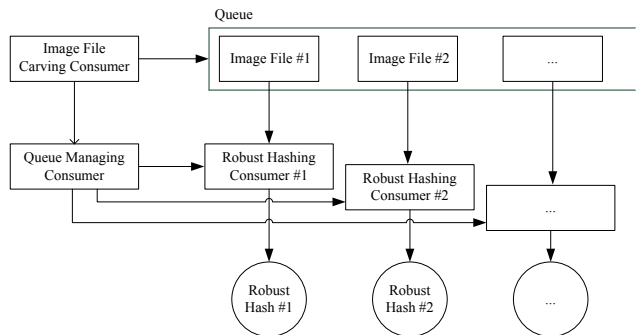 Queue
Image File
Carving Consumer
Image File #1
Image File #2
...
Queue Managing
Consumer
Robust Hashing
Consumer #1
Robust Hashing
Consumer #2
...
Robust
Hash #1
Robust
Hash #2
...